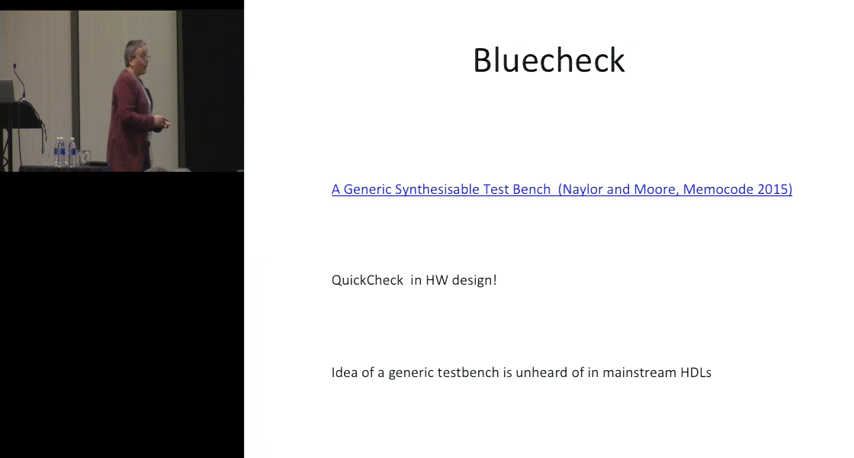 Bluecheck
A Generic Synthesisable Test Bench  (Naylor and Moore, Memocode 2015)
QuickCheck  in HW design!
Idea of a generic testbench is unheard of in mainstream HDLs